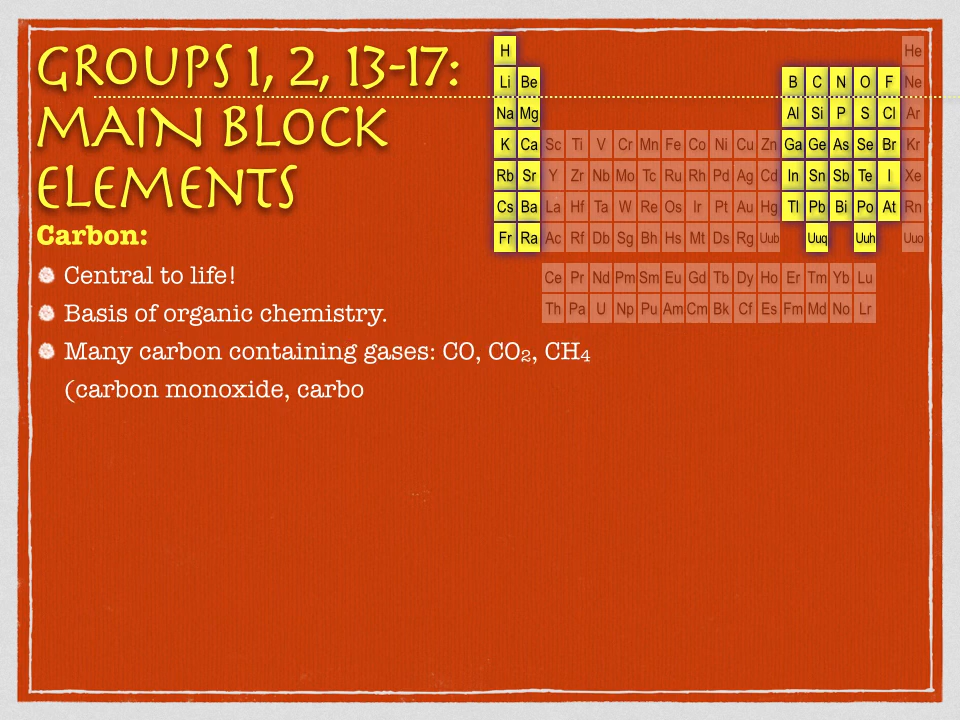 GROUPS 1, 2, 13-17:
MAIN BLOCK
ELEMENTS
Carbon:
Central to life!
Basis of organic chemistry.
Many carbon containing gases: CO, CO₂, CH₄
(carbon monoxide, carbo
H He
Li Be B C N O F Ne
Na Mg Al Si P S Cl Ar
K Ca Sc Ti V Cr Mn Fe Co Ni Cu Zn Ga Ge As Se Br Kr
Rb Sr Y Zr Nb Mo Tc Ru Rh Pd Ag Cd In Sn Sb Te I Xe
Cs Ba La Hf Ta W Re Os Ir Pt Au Hg Tl Pb Bi Po At Rn
Fr Ra Ac Rf Db Sg Bh Hs Mt Ds Rg Uub Uuq Uuh Uuo
Ce Pr Nd Pm Sm Eu Gd Tb Dy Ho Er Tm Yb Lu
Th Pa U Np Pu Am Cm Bk Cf Es Fm Md No Lr